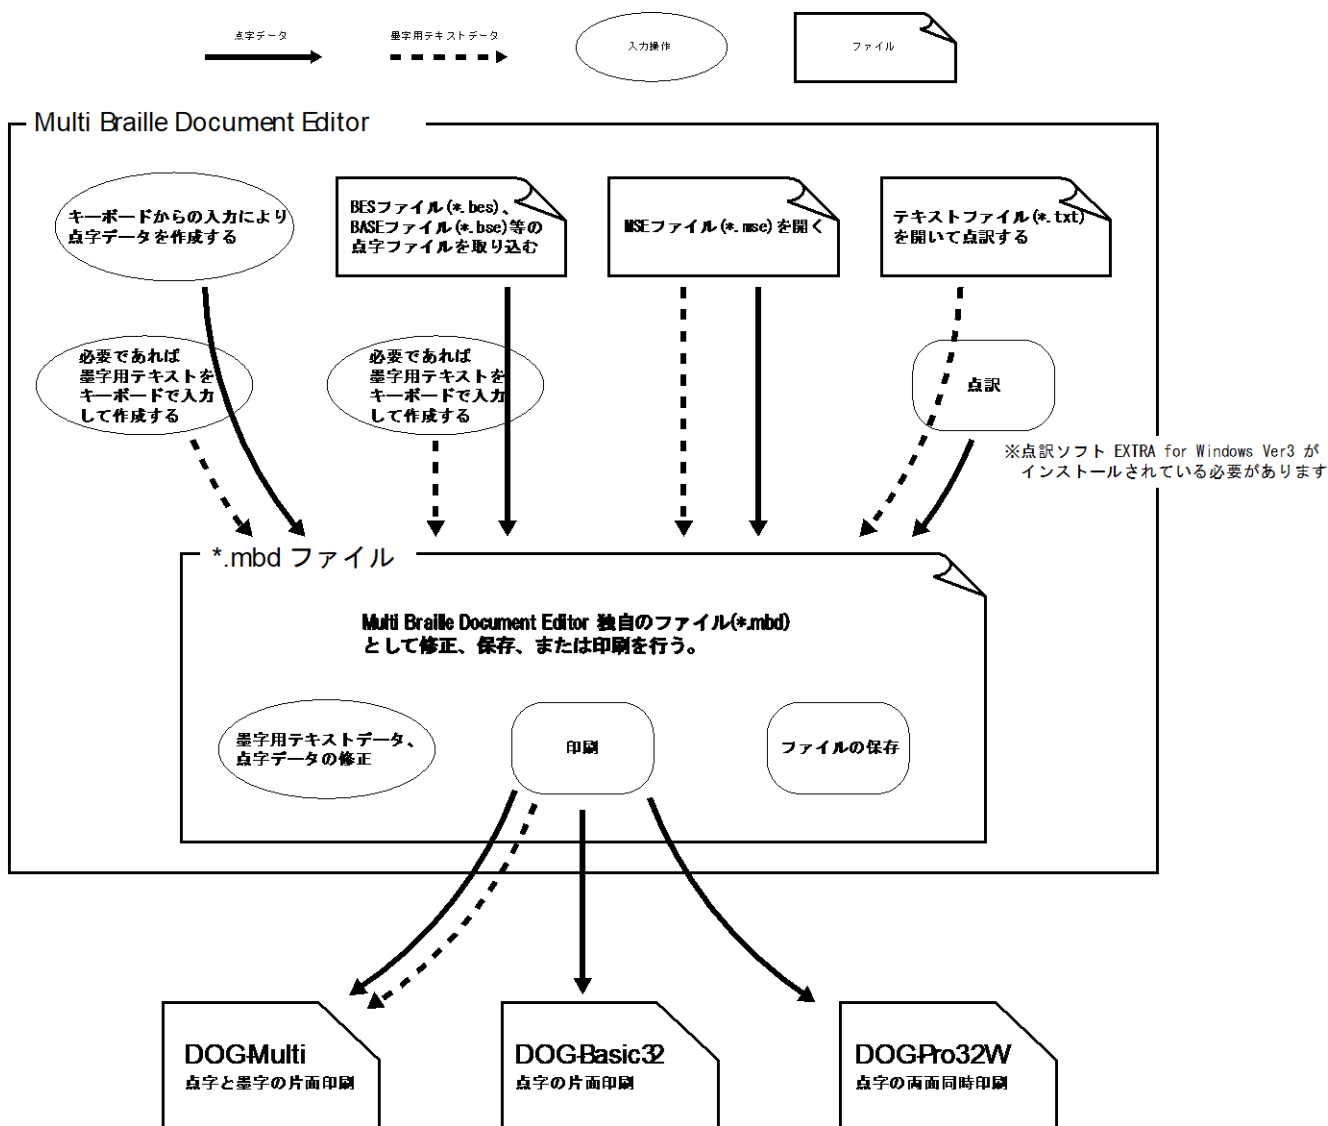 点字データ
墨字用テキストデータ
入力操作
ファイル
Multi Braille Document Editor
キーボードからの入力により
点字データを作成する
BESファイル(*.bes)、
BASEファイル(*.bse)等の
点字ファイルを取り込む
MSEファイル(*.mse)を開く
テキストファイル(*.txt)
を開いて点訳する
必要であれば
墨字用テキストを
キーボードで入力
して作成する
必要であれば
墨字用テキストを
キーボードで入力
して作成する
点訳
※点訳ソフト EXTRA for Windows Ver3 が
インストールされている必要があります
*.mbd ファイル
Multi Braille Document Editor 独自のファイル(*.mbd)
として修正、保存、または印刷を行う。
墨字用テキストデータ、
点字データの修正
印刷
ファイルの保存
DOG-Multi
点字と墨字の片面印刷
DOG-Basic32
点字の片面印刷
DOG-Pro32W
点字の両面同時印刷